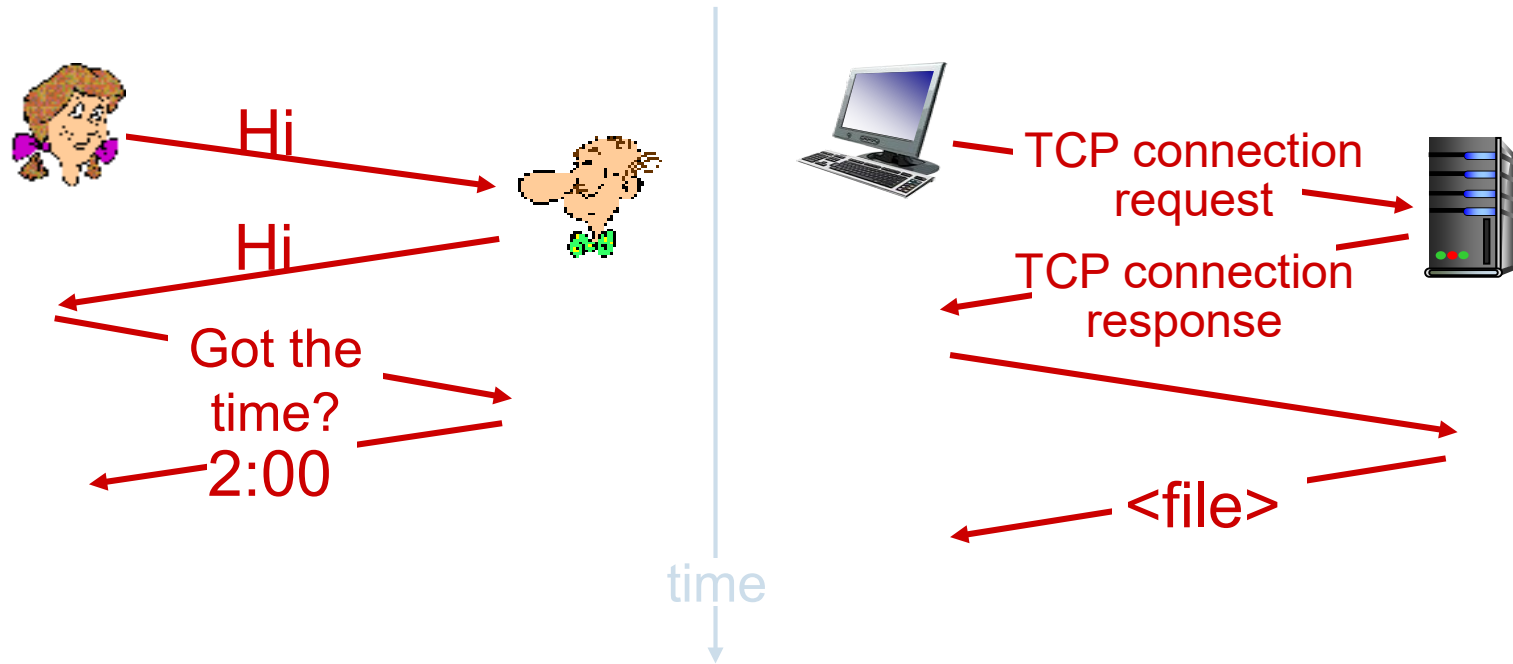 Hi
Hi
Got the
time?
2:00
TCP connection
request
TCP connection
response
<file>
time